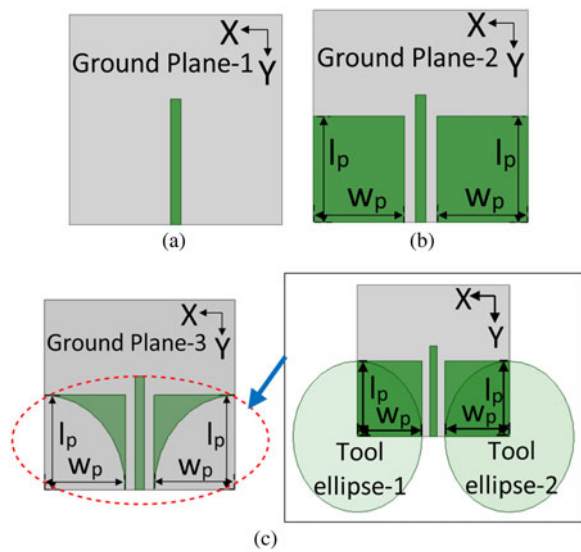 X
Y
Ground Plane-1
(a)
X
Y
Ground Plane-2
lp
lp
wp
wp
(b)
X
Y
Ground Plane-3
lp
lp
wp
wp
X
Y
lp
lp
wp
wp
Tool
ellipse-1
Tool
ellipse-2
(c)